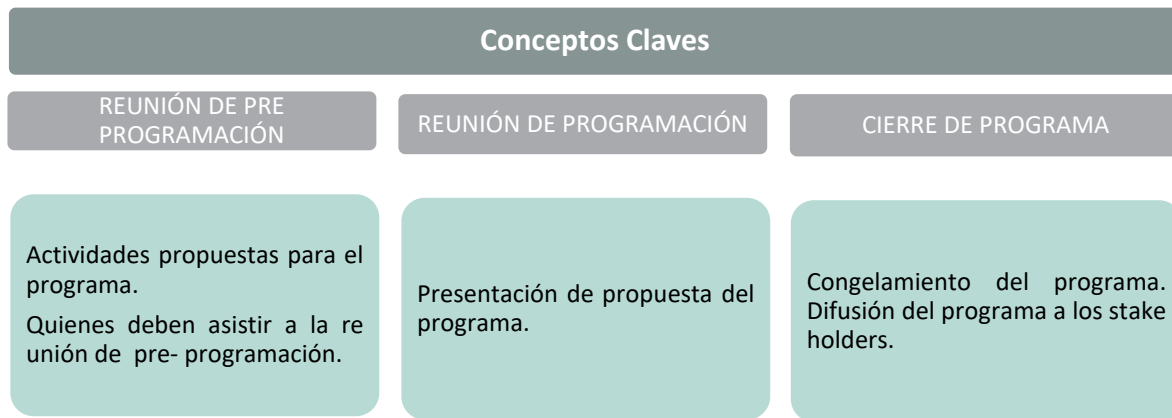 Conceptos Claves
REUNIÓN DE PRE
PROGRAMACIÓN
REUNIÓN DE PROGRAMACIÓN
CIERRE DE PROGRAMA
Actividades propuestas para el
programa.
Quienes deben asistir a la re
unión de pre- programación.
Presentación de propuesta del
programa.
Congelamiento del programa.
Difusión del programa a los stake
holders.